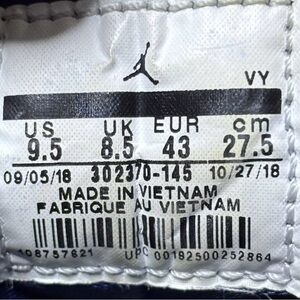 VY
US UK EUR cm
9.5 8.5 43 27.5
09/05/18 302370-145 10/27/18
MADE IN VIETNAM
FABRIQUE AU VIETNAM
UPC 00192500252864